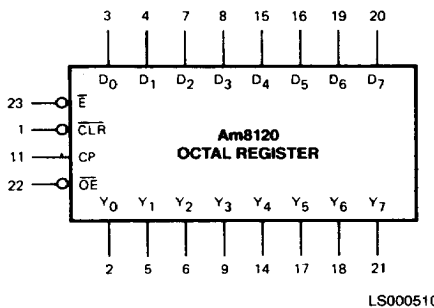 3 4 7 8 15 16 19 20
D0 D1 D2 D3 D4 D5 D6 D7
23 E̅
1 C̅L̅R̅
Am8120
OCTAL REGISTER
11 CP
22 O̅E̅
Y0 Y1 Y2 Y3 Y4 Y5 Y6 Y7
2 5 6 9 14 17 18 21
LS000510